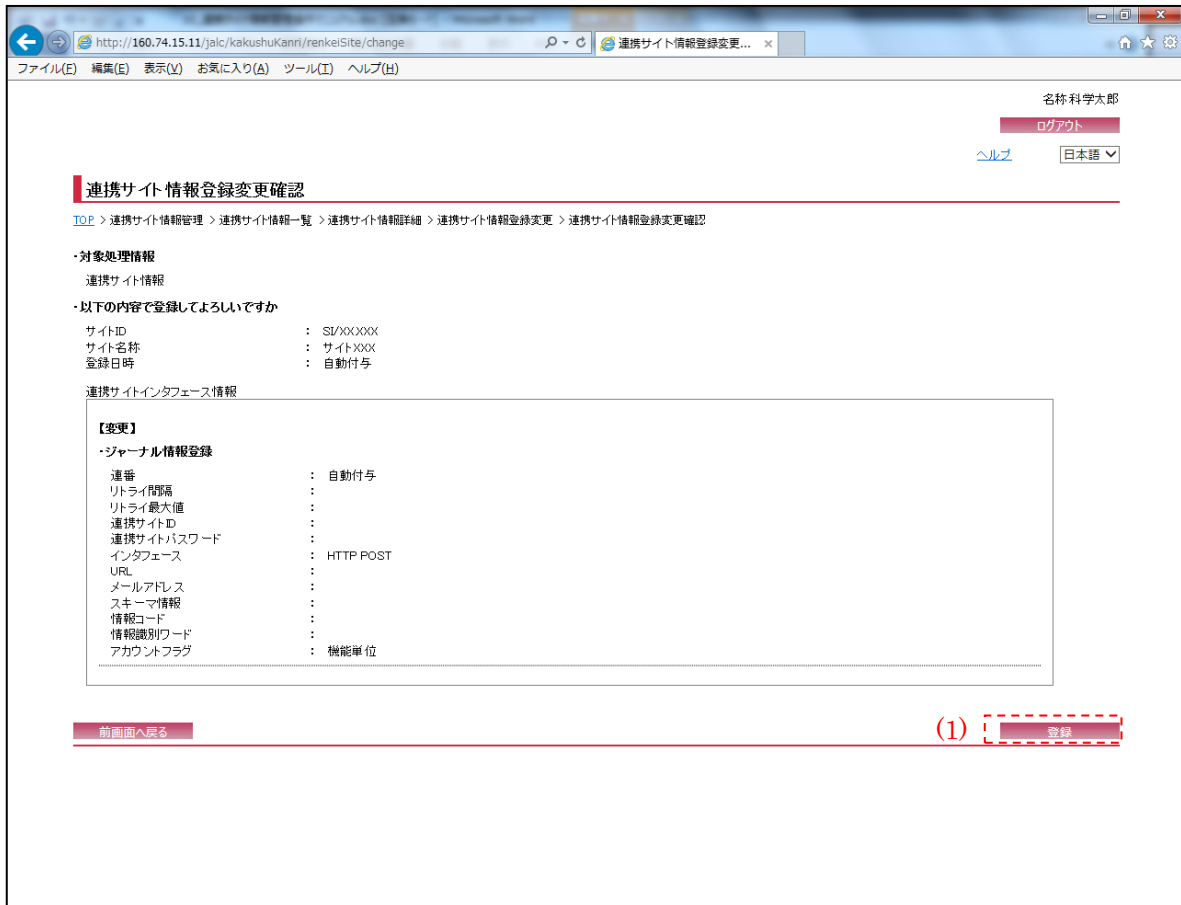 http://160.74.15.11/jalc/kakushuKanri/renkeiSite/change
連携サイト情報登録変更...
ファイル(F) 編集(E) 表示(V) お気に入り(A) ツール(T) ヘルプ(H)
名称 科学太郎
ログアウト
ヘルプ 日本語
連携サイト情報登録変更確認
TOP > 連携サイト情報管理 > 連携サイト情報一覧 > 連携サイト情報詳細 > 連携サイト情報登録変更 > 連携サイト情報登録変更確認
・対象処理情報
連携サイト情報
・以下の内容で登録してよろしいですか
サイトID : SI/XXXXX
サイト名称 : サイトXXX
登録日時 : 自動付与
連携サイトインタフェース情報
【変更】
・ジャーナル情報登録
連番 : 自動付与
リトライ間隔 :
リトライ最大値 :
連携サイトID :
連携サイトパスワード :
インタフェース : HTTP POST
URL :
メールアドレス :
スキーマ情報 :
情報コード :
情報識別ワード :
アカウントフラグ : 機能単位
前画面へ戻る (1) 登録